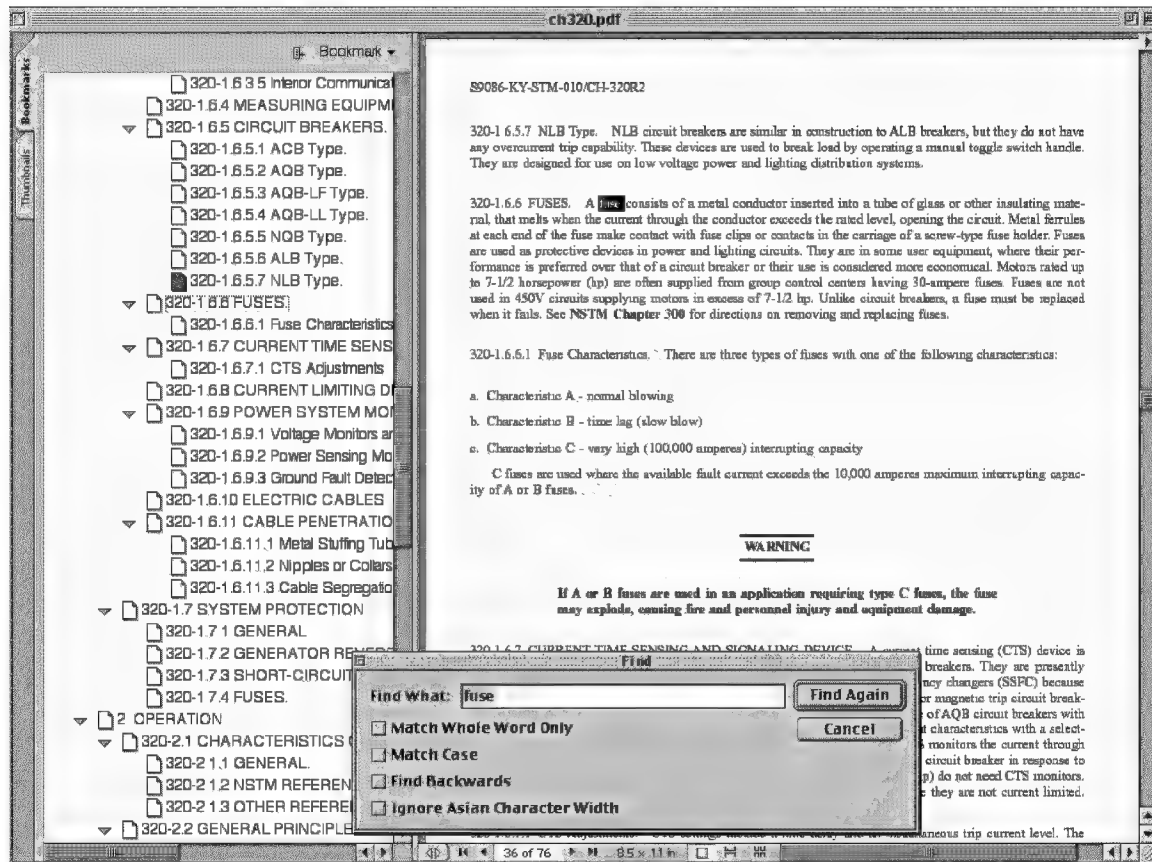 ch320.pdf
Bookmarks
Thumbnails
Bookmark
320-1.6.3 5 Interior Communicat
320-1.6.4 MEASURING EQUIPM
320-1 6.5 CIRCUIT BREAKERS.
320-1.6.5.1 ACB Type.
320-1.6.5.2 AQB Type.
320-1.6.5.3 AQB-LF Type.
320-1.6.5.4 AQB-LL Type.
320-1.6.5.5 NQB Type.
320-1.6.5.6 ALB Type.
320-1.6.5.7 NLB Type.
320-1 6.6 FUSES.
320-1.6.6.1 Fuse Characteristics
320-1 6.7 CURRENT TIME SENS
320-1.6.7.1 CTS Adjustments
320-1.6.8 CURRENT LIMITING DI
320-1 6.9 POWER SYSTEM MON
320-1.6.9.1 Voltage Monitors an
320-1.6.9.2 Power Sensing Mo
320-1.6.9.3 Ground Fault Detec
320-1.6.10 ELECTRIC CABLES
320-1.6.11 CABLE PENETRATIO
320-1.6.11.1 Metal Stuffing Tub
320-1.6.11.2 Nipples or Collars
320-1.6.11.3 Cable Segregatio
320-1.7 SYSTEM PROTECTION
320-1.7 1 GENERAL
320-1.7.2 GENERATOR REVERS
320-1.7.3 SHORT-CIRCUIT
320-1 7.4 FUSES.
2 OPERATION
320-2.1 CHARACTERISTICS
320-2 1.1 GENERAL.
320-2 1.2 NSTM REFEREN
320-2 1.3 OTHER REFERE
320-2.2 GENERAL PRINCIPLE
S9086-KY-STM-010/CH-320R2
320-1 6.5.7 NLB Type. NLB circuit breakers are similar in construction to ALB breakers, but they do not have
any overcurrent trip capability. These devices are used to break load by operating a manual toggle switch handle.
They are designed for use on low voltage power and lighting distribution systems.
320-1.6.6 FUSES. A fuse consists of a metal conductor inserted into a tube of glass or other insulating mate-
rial, that melts when the current through the conductor exceeds the rated level, opening the circuit. Metal ferrules
at each end of the fuse make contact with fuse clips or contacts in the carriage of a screw-type fuse holder. Fuses
are used as protective devices in power and lighting circuits. They are in some user equipment, where their per-
formance is preferred over that of a circuit breaker or their use is considered more economical. Motors rated up
to 7-1/2 horsepower (hp) are often supplied from group control centers having 30-ampere fuses. Fuses are not
used in 450V circuits supplying motors in excess of 7-1/2 hp. Unlike circuit breakers, a fuse must be replaced
when it fails. See NSTM Chapter 300 for directions on removing and replacing fuses.
320-1.6.6.1 Fuse Characteristics. There are three types of fuses with one of the following characteristics:
a. Characteristic A - normal blowing
b. Characteristic B - time lag (slow blow)
c. Characteristic C - very high (100,000 amperes) interrupting capacity
C fuses are used where the available fault current exceeds the 10,000 amperes maximum interrupting capac-
ity of A or B fuses.
WARNING
If A or B fuses are used in an application requiring type C fuses, the fuse
may explode, causing fire and personnel injury and equipment damage.
320-1.6.7 CURRENT TIME SENSING AND SIGNALING DEVICE. A current time sensing (CTS) device is
breakers. They are presently
ncy changers (SSFC) because
or magnetic trip circuit break-
of AQB circuit breakers with
t characteristics with a select-
monitors the current through
circuit breaker in response to
p) do not need CTS monitors.
they are not current limited.
aneous trip current level. The
Find
Find What: fuse
Find Again
Match Whole Word Only
Cancel
Match Case
Find Backwards
Ignore Asian Character Width
36 of 76
8.5 x 11 in